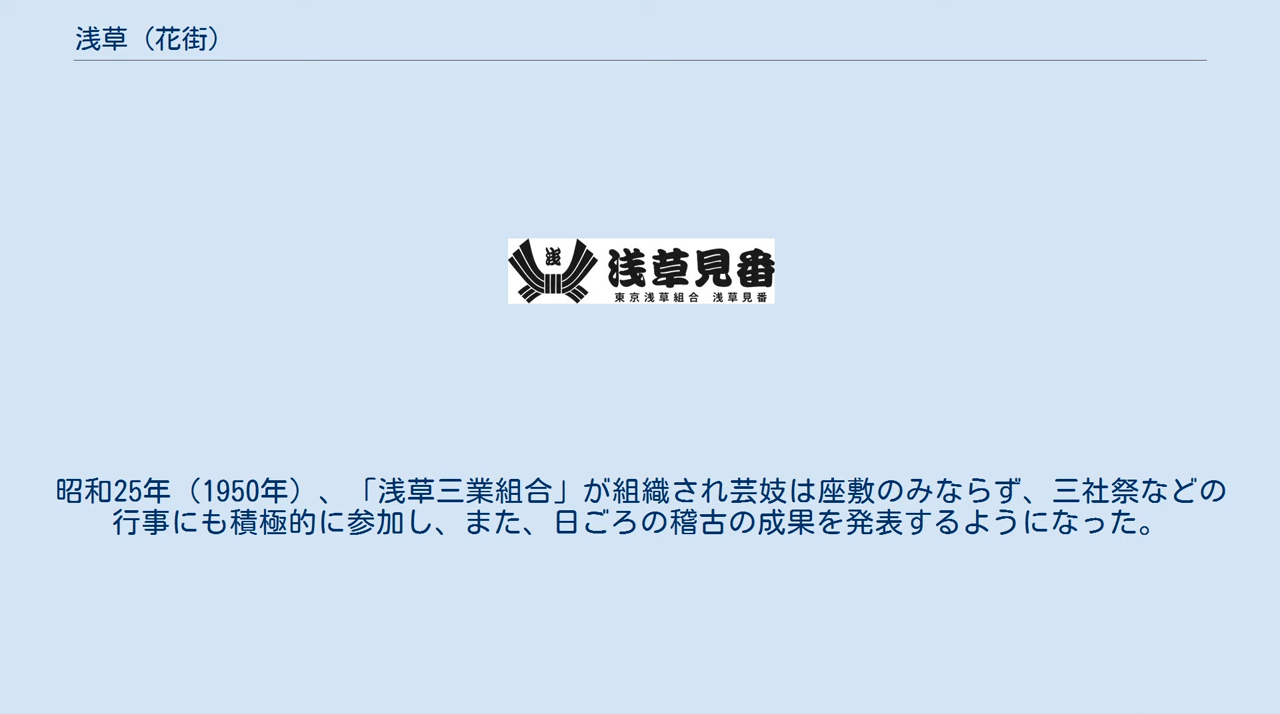 浅草（花街）
浅
浅草見番
東京浅草組合　浅草見番
昭和25年（1950年）、「浅草三業組合」が組織され芸妓は座敷のみならず、三社祭などの
行事にも積極的に参加し、また、日ごろの稽古の成果を発表するようになった。